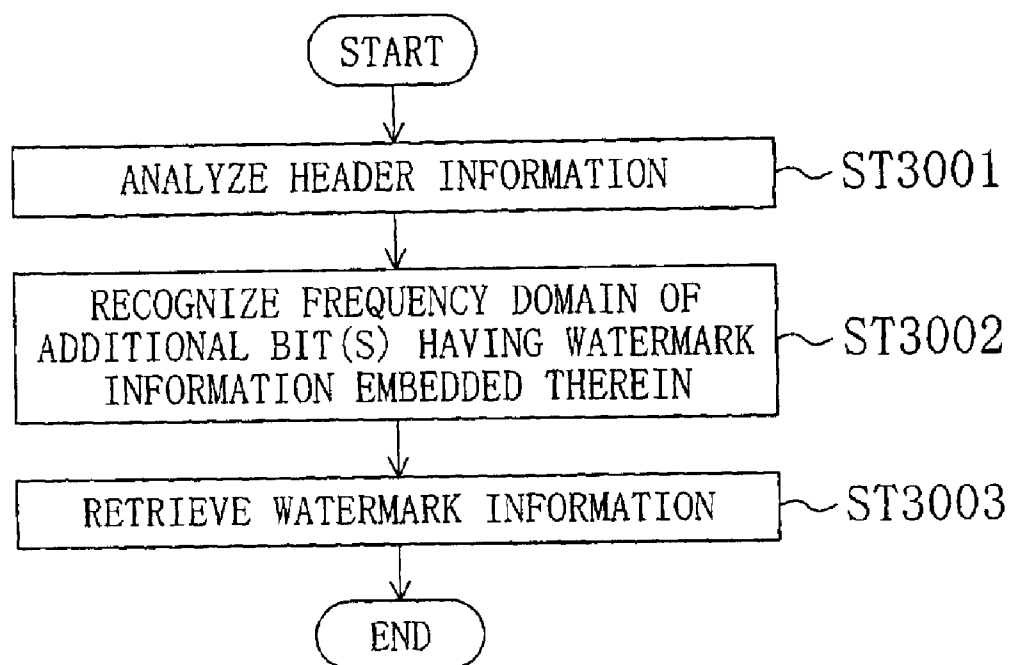 START
ANALYZE HEADER INFORMATION
ST3001
RECOGNIZE FREQUENCY DOMAIN OF
ADDITIONAL BIT(S) HAVING WATERMARK
INFORMATION EMBEDDED THEREIN
ST3002
RETRIEVE WATERMARK INFORMATION
ST3003
END